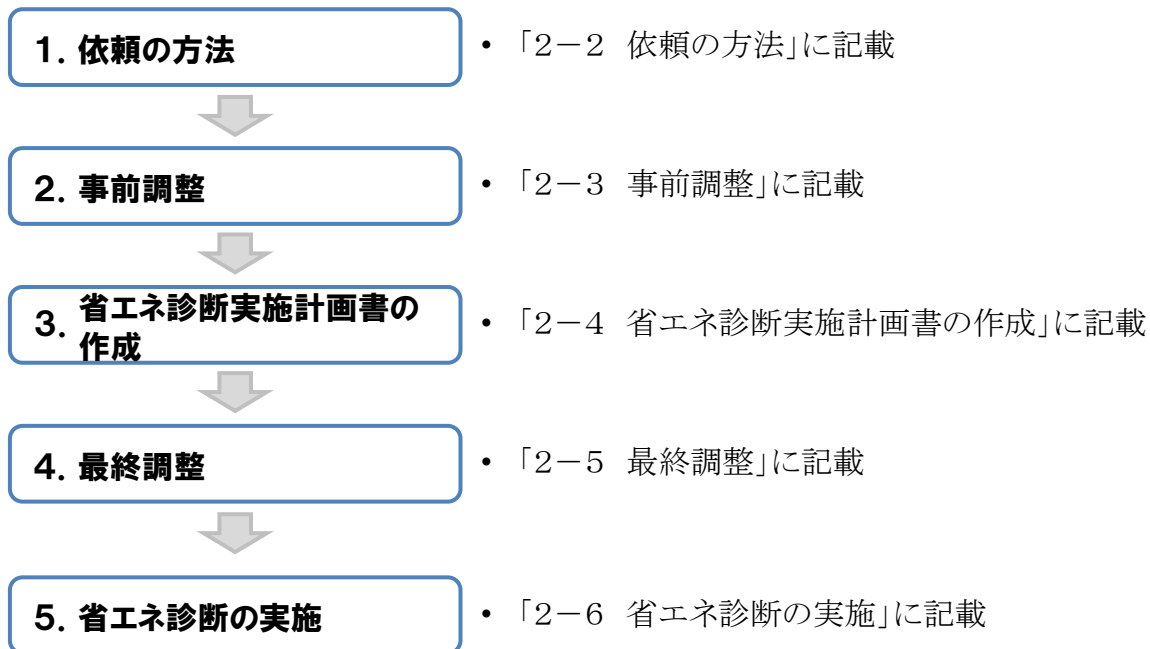 1. 依頼の方法
• 「2－2 依頼の方法」に記載
2. 事前調整
• 「2－3 事前調整」に記載
3. 省エネ診断実施計画書の
作成
• 「2－4 省エネ診断実施計画書の作成」に記載
4. 最終調整
• 「2－5 最終調整」に記載
5. 省エネ診断の実施
• 「2－6 省エネ診断の実施」に記載